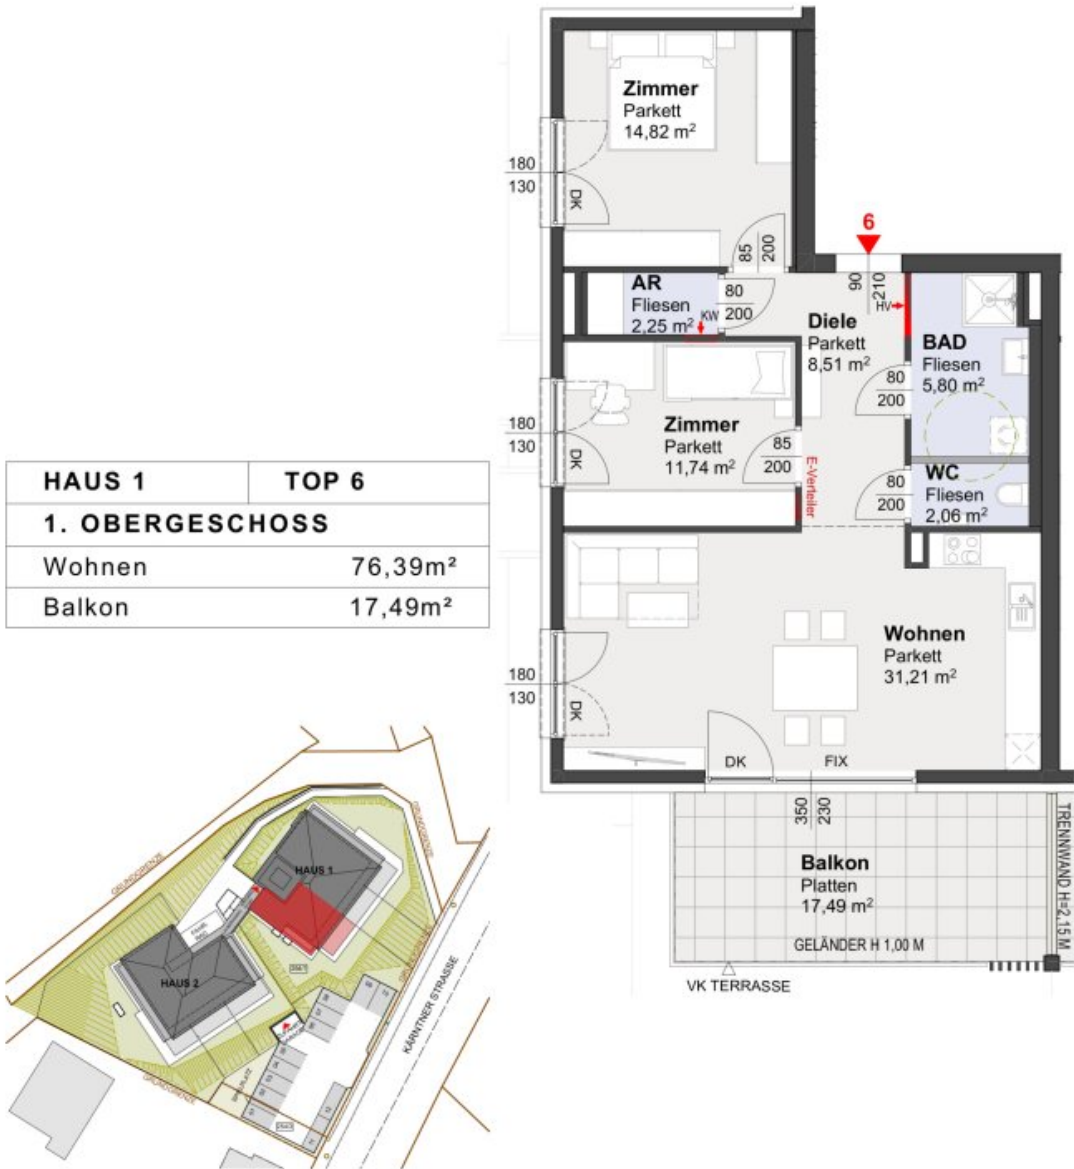 Zimmer
Parkett
14,82 m²
180
130
DK
85
200
6
90
210
HV
AR
Fliesen
2,25 m²
KW
80
200
Diele
Parkett
8,51 m²
BAD
Fliesen
5,80 m²
80
200
180
130
DK
Zimmer
Parkett
11,74 m²
85
200
E-Verteiler
WC
Fliesen
2,06 m²
80
200
HAUS 1 TOP 6
1. OBERGESCHOSS
Wohnen 76,39m²
Balkon 17,49m²
Wohnen
Parkett
31,21 m²
180
130
DK
DK
FIX
350
230
Balkon
Platten
17,49 m²
GELÄNDER H 1,00 M
TRENNWAND H=2,15 M
VK TERRASSE
GRUNDGRENZE
GRUNDGRENZE
HAUS 1
HAUS 2
GRUNDGRENZE
KÄRNTNER STRASSE
SPIELPLATZ
GRUNDGRENZE